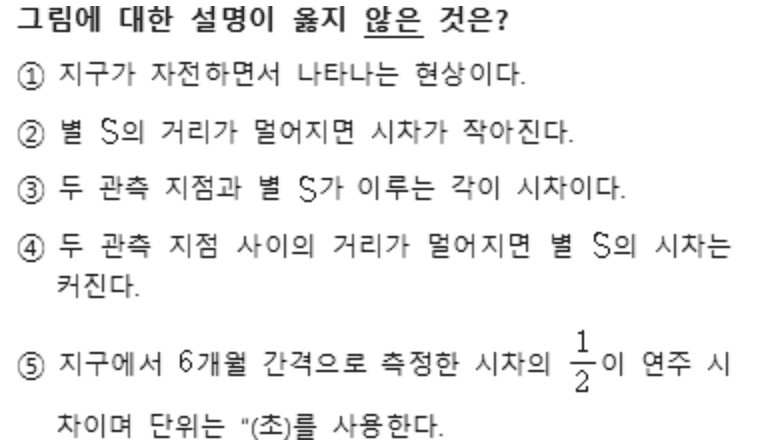 그림에 대한 설명이 옳지 않은 것은?
① 지구가 자전하면서 나타나는 현상이다.
② 별 S의 거리가 멀어지면 시차가 작아진다.
③ 두 관측 지점과 별 S가 이루는 각이 시차이다.
④ 두 관측 지점 사이의 거리가 멀어지면 별 S의 시차는
커진다.
⑤ 지구에서 6개월 간격으로 측정한 시차의 1/2이 연주 시
차이며 단위는 "(초)를 사용한다.